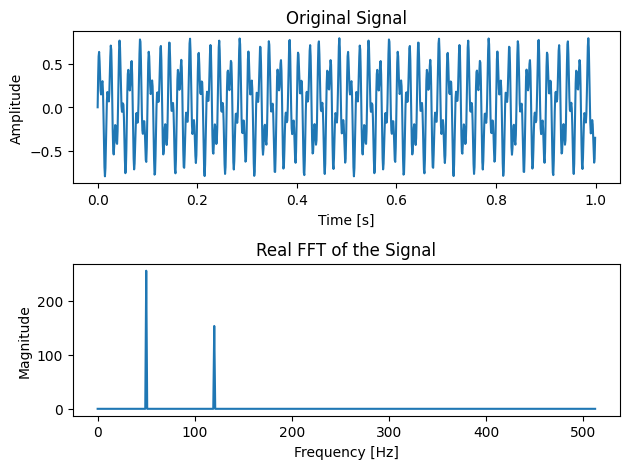 Original Signal
0.5
0.0
−0.5
Amplitude
0.0 0.2 0.4 0.6 0.8 1.0
Time [s]
Real FFT of the Signal
200
100
0
Magnitude
0 100 200 300 400 500
Frequency [Hz]